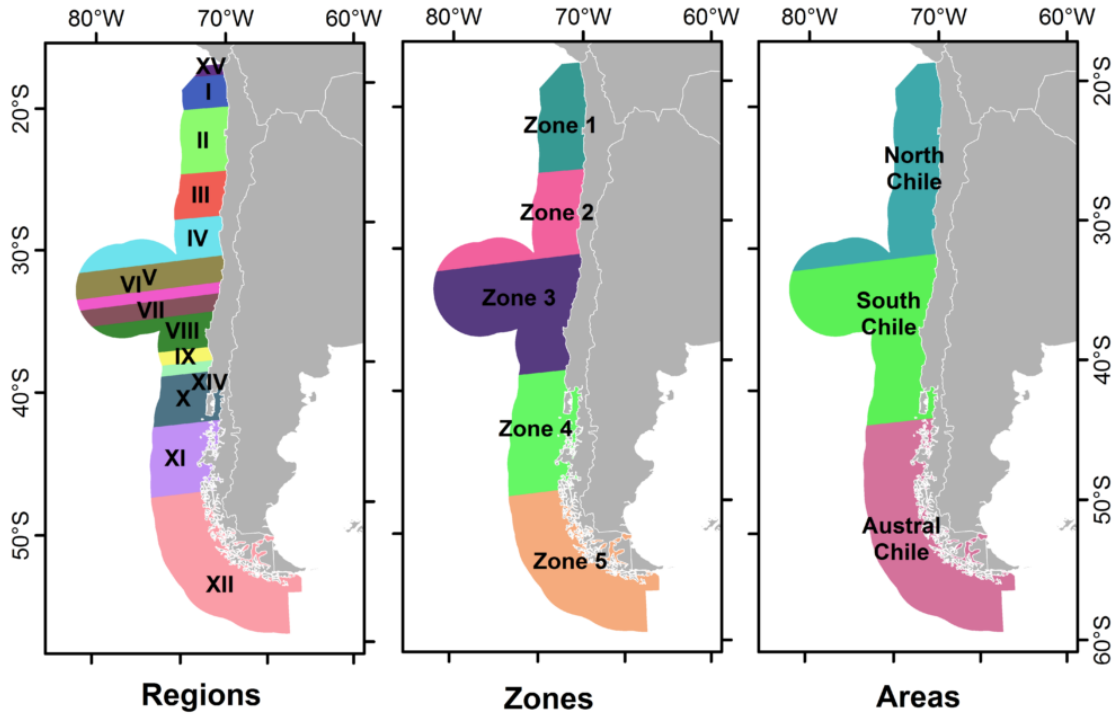 80°W 70°W 60°W 80°W 70°W 60°W 80°W 70°W 60°W
20°S
30°S
40°S
50°S
XV
I
II
III
IV
V
VI
VII
VIII
IX
XIV
X
XI
XII
Regions
Zone 1
Zone 2
Zone 3
Zone 4
Zone 5
Zones
North
Chile
South
Chile
Austral
Chile
Areas
20°S
30°S
40°S
50°S
60°S